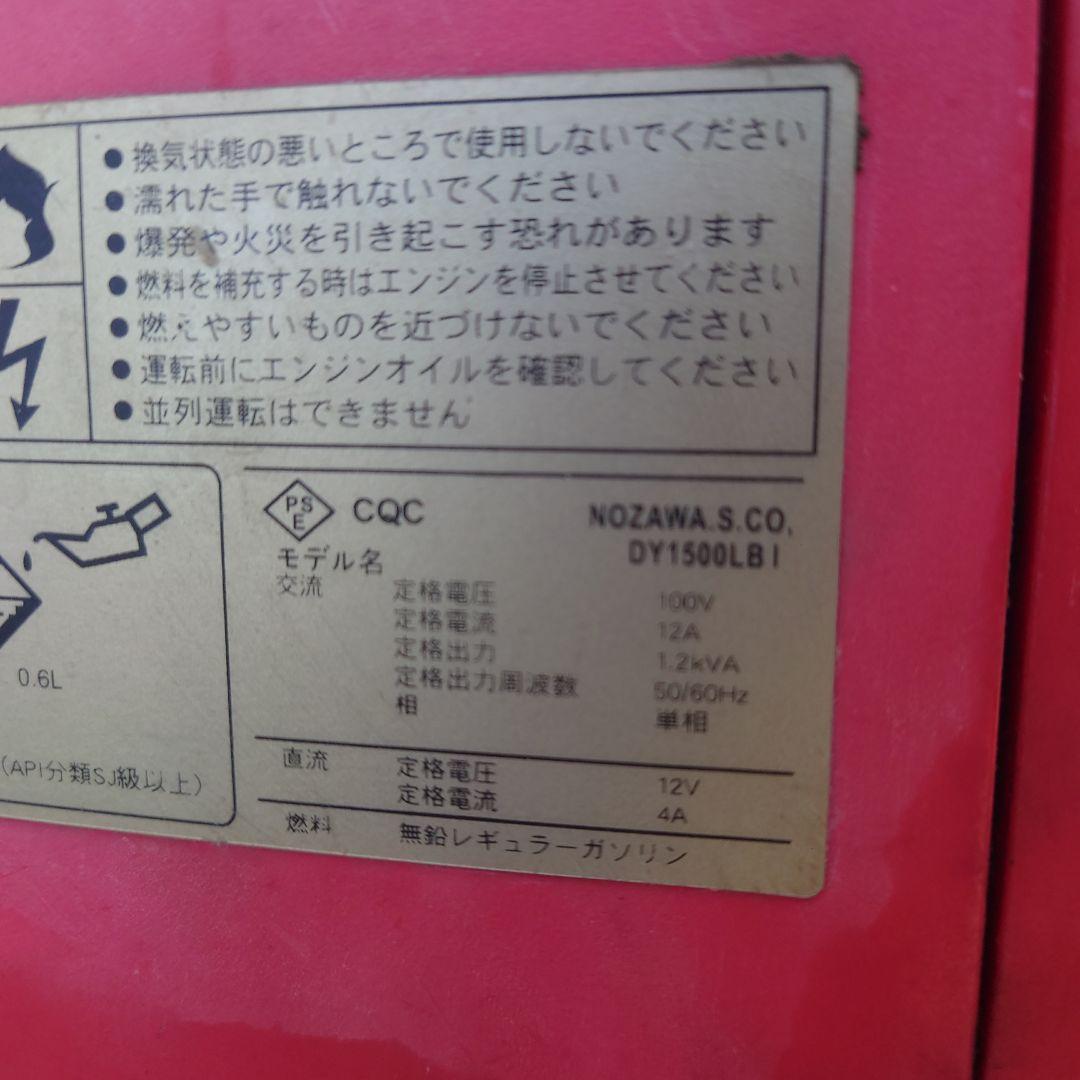 ●換気状態の悪いところで使用しないでください
●濡れた手で触れないでください
●爆発や火災を引き起こす恐れがあります
●燃料を補充する時はエンジンを停止させてください
●燃えやすいものを近づけないでください
●運転前にエンジンオイルを確認してください
●並列運転はできません
0.6L
(API分類SJ級以上)
PSE CQC NOZAWA.S.CO.
モデル名 DY1500LBI
交流 定格電圧 100V
定格電流 12A
定格出力 1.2kVA
定格出力周波数 50/60Hz
相 単相
直流 定格電圧 12V
定格電流 4A
燃料 無鉛レギュラーガソリン